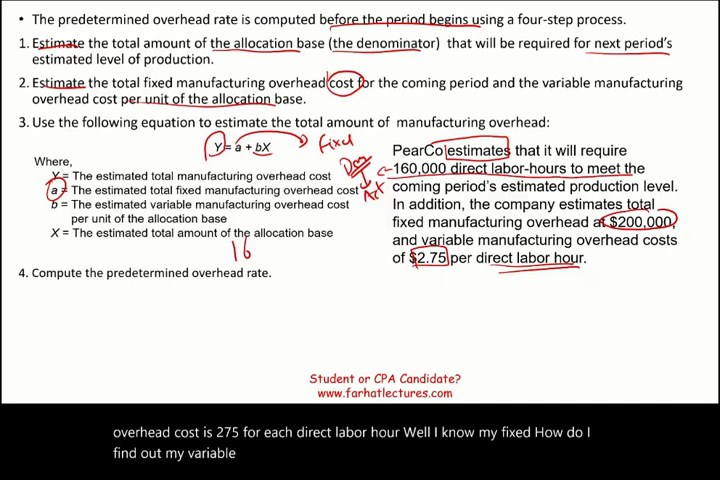 • The predetermined overhead rate is computed before the period begins using a four-step process.
1. Estimate the total amount of the allocation base (the denominator) that will be required for next period's
estimated level of production.
2. Estimate the total fixed manufacturing overhead cost for the coming period and the variable manufacturing
overhead cost per unit of the allocation base.
3. Use the following equation to estimate the total amount of manufacturing overhead:
Y = a + bX
Fixed
Where,
Y = The estimated total manufacturing overhead cost
a = The estimated total fixed manufacturing overhead cost
b = The estimated variable manufacturing overhead cost
per unit of the allocation base
X = The estimated total amount of the allocation base
16
4. Compute the predetermined overhead rate.
PearCo estimates that it will require
160,000 direct labor-hours to meet the
coming period's estimated production level.
In addition, the company estimates total
fixed manufacturing overhead at $200,000,
and variable manufacturing overhead costs
of $2.75 per direct labor hour.
Student or CPA Candidate?
www.farhatlectures.com
overhead cost is 275 for each direct labor hour Well I know my fixed How do I
find out my variable